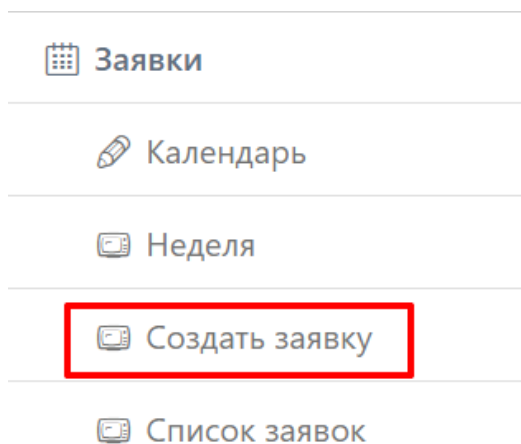 Заявки
Календарь
Неделя
Создать заявку
Список заявок